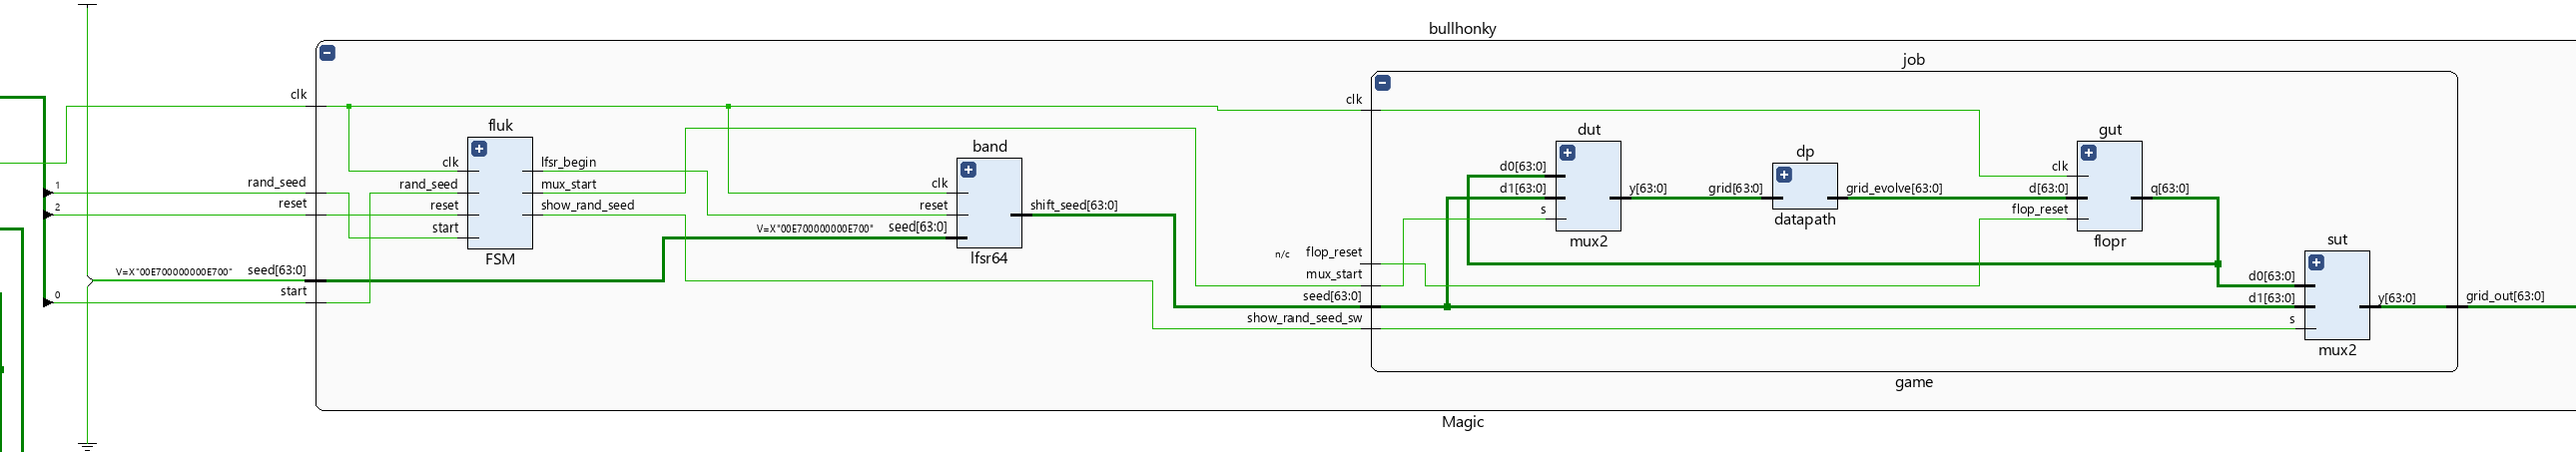 bullhonky
job
clk
clk
fluk
dut
gut
band
dp
clk
lfsr_begin
rand_seed
mux_start
reset
show_rand_seed
start
FSM
1
rand_seed
2
reset
V=X"00E700000000E700"
seed[63:0]
0
start
clk
reset
V=X"00E700000000E700"
seed[63:0]
shift_seed[63:0]
lfsr64
d0[63:0]
d1[63:0]
s
y[63:0]
mux2
grid[63:0]
grid_evolve[63:0]
datapath
clk
d[63:0]
flop_reset
q[63:0]
flopr
n/c
flop_reset
mux_start
seed[63:0]
show_rand_seed_sw
sut
d0[63:0]
d1[63:0]
s
y[63:0]
grid_out[63:0]
mux2
game
Magic